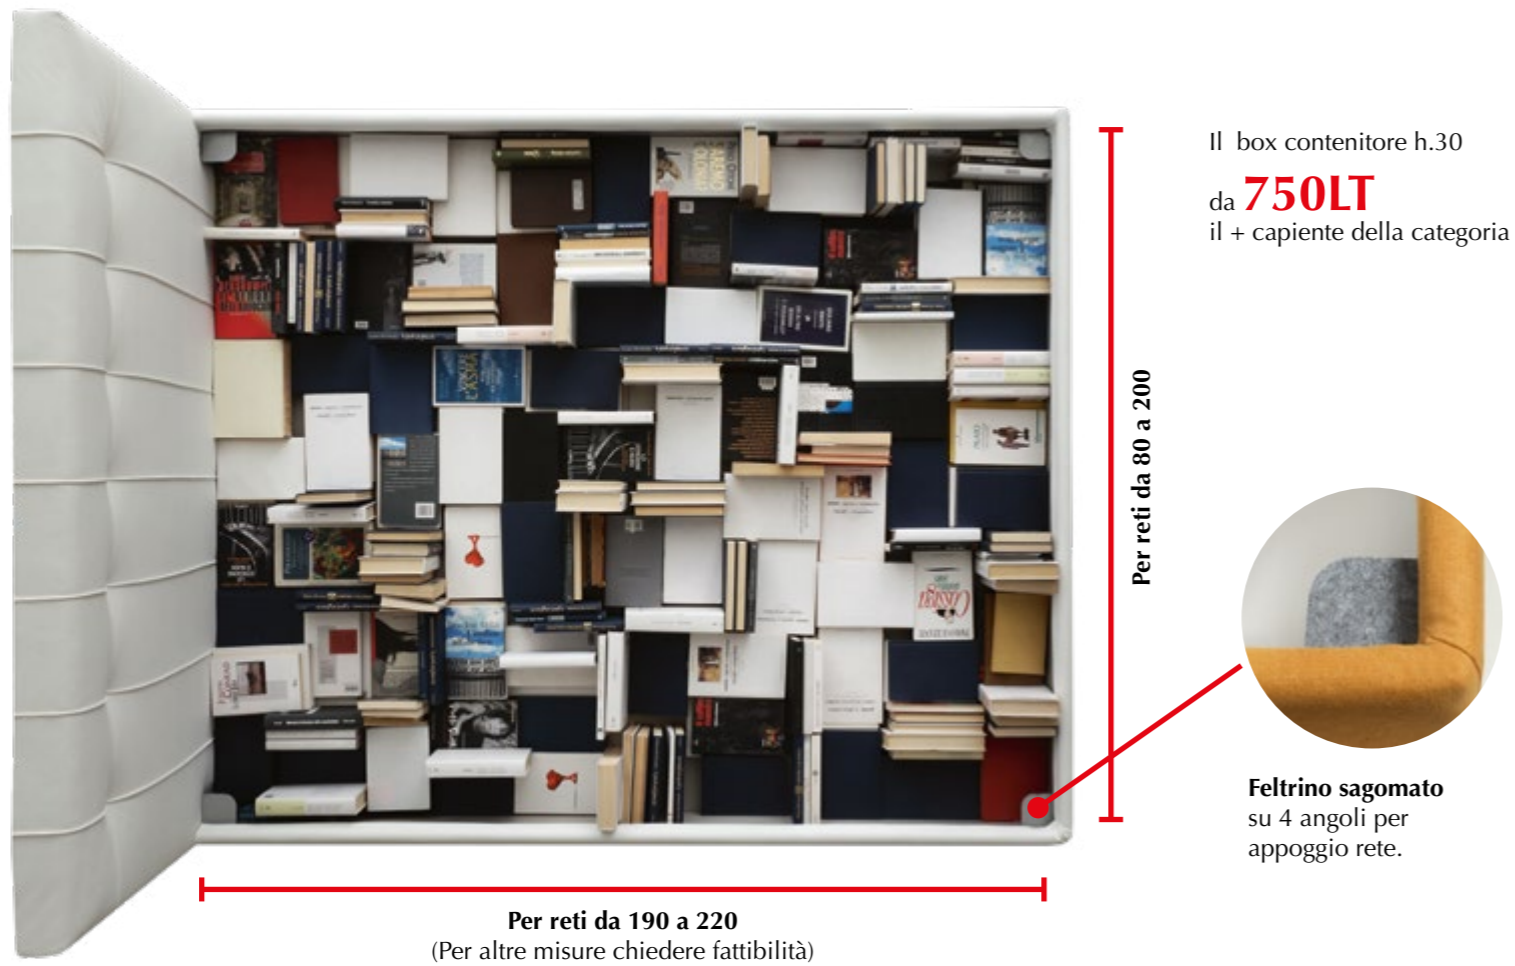 Il box contenitore h.30
da 750LT
il + capiente della categoria
Per reti da 80 a 200
Feltrino sagomato
su 4 angoli per
appoggio rete.
Per reti da 190 a 220
(Per altre misure chiedere fattibilità)